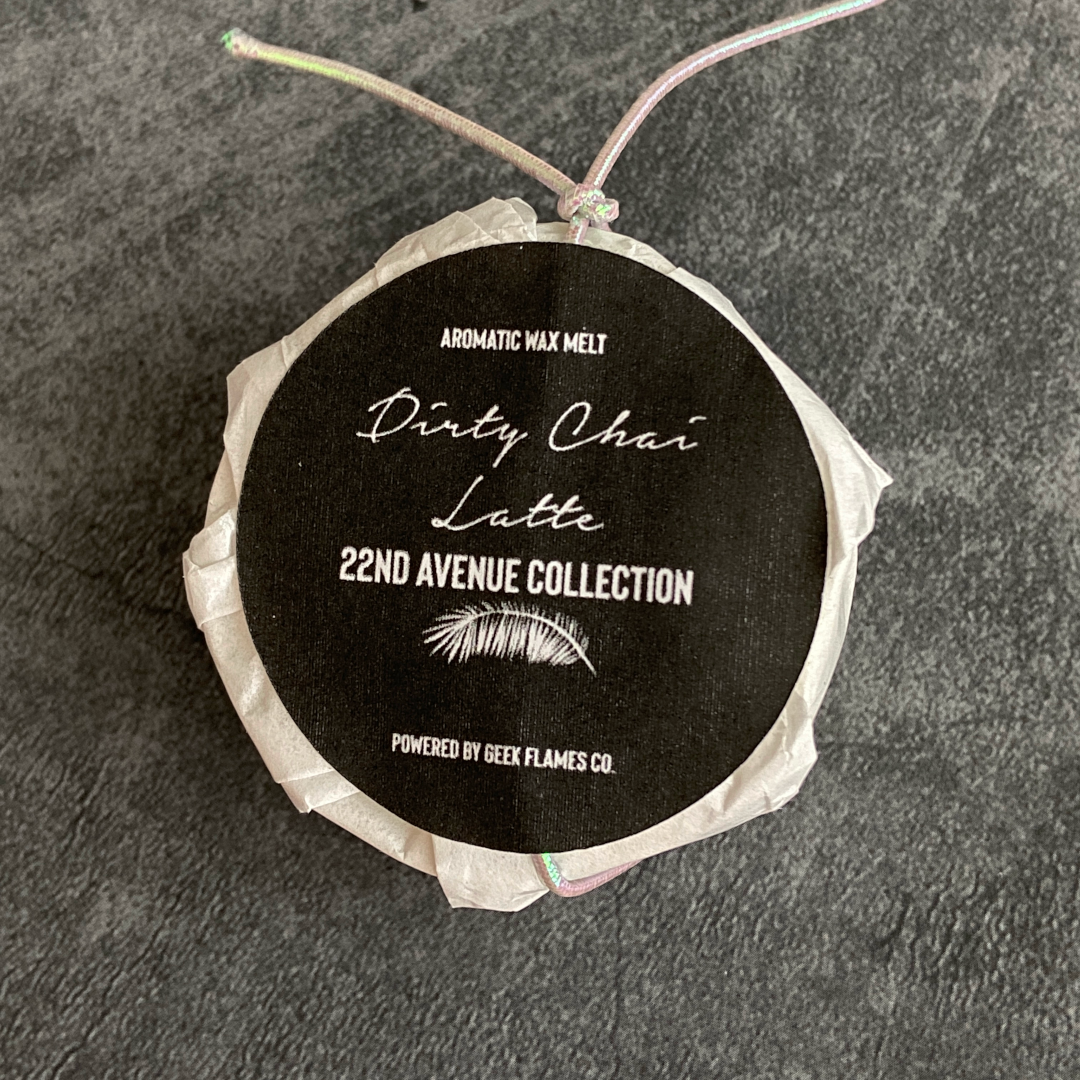 AROMATIC WAX MELT
Dirty Chai
Latte
22ND AVENUE COLLECTION
POWERED BY GEEK FLAMES CO.